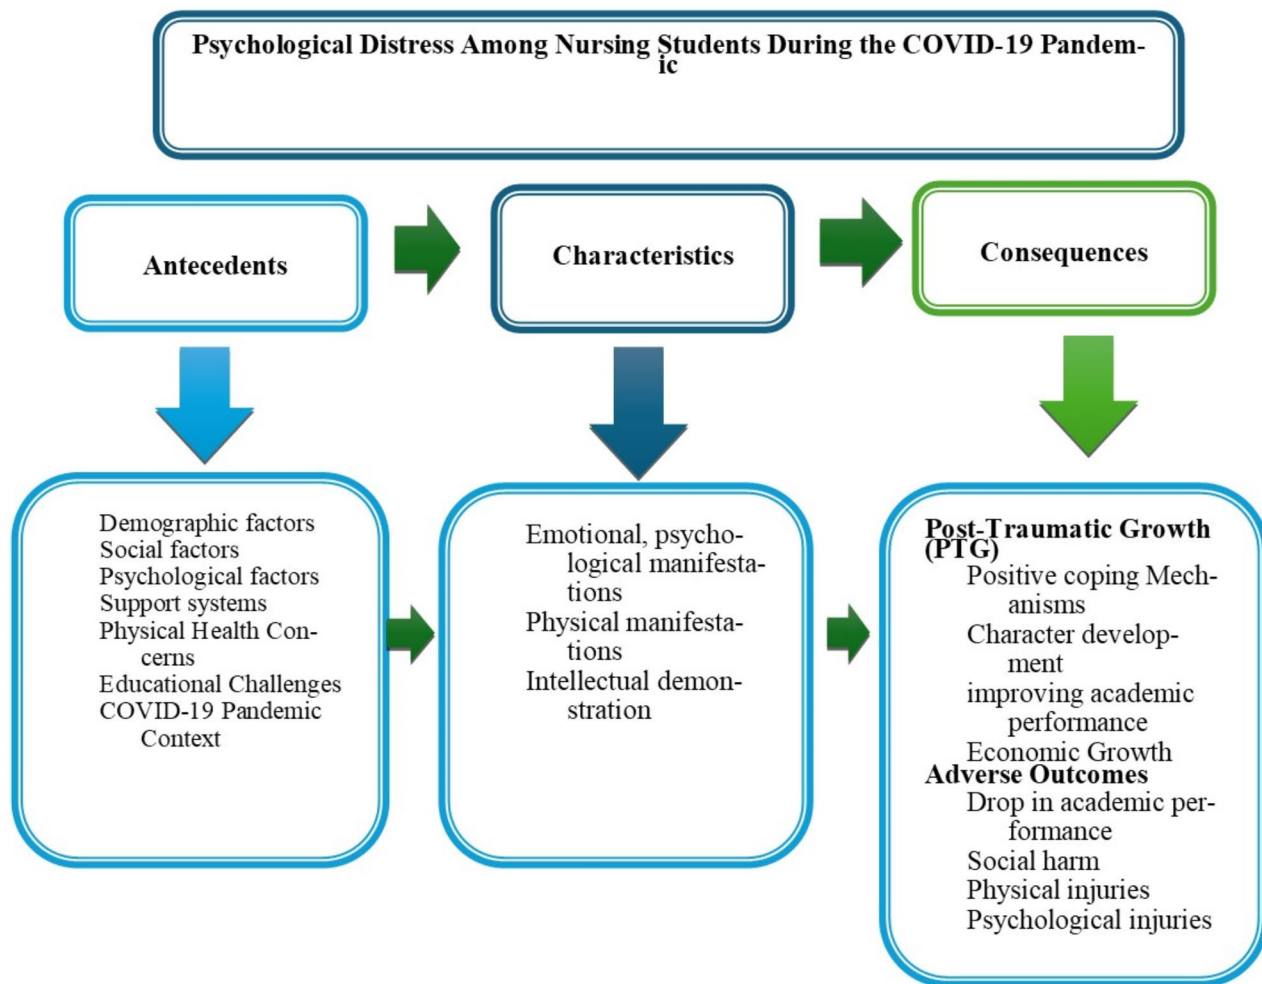 Psychological Distress Among Nursing Students During the COVID-19 Pandem-
ic
Antecedents
Characteristics
Consequences
Demographic factors
Social factors
Psychological factors
Support systems
Physical Health Con-
cerns
Educational Challenges
COVID-19 Pandemic
Context
Emotional, psycho-
logical manifesta-
tions
Physical manifesta-
tions
Intellectual demon-
stration
Post-Traumatic Growth
(PTG)
Positive coping Mech-
anisms
Character develop-
ment
improving academic
performance
Economic Growth
Adverse Outcomes
Drop in academic per-
formance
Social harm
Physical injuries
Psychological injuries